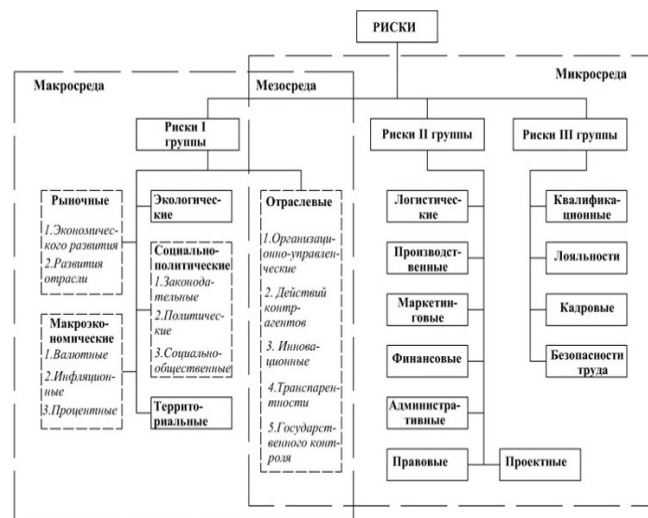 РИСКИ
Макросреда
Мезосреда
Микросреда
Риски I
группы
Риски II группы
Риски III группы
Рыночные
1.Экономичес-
кого развития
2.Развития
отрасли
Макроэко-
номические
1.Валютные
2.Инфляцион-
ные
3.Процентные
Экологичес-
кие
Социально-
политические
1.Законода-
тельные
2.Политичес-
кие
3.Социально-
общественные
Террито-
риальные
Отраслевые
1.Организаци-
онно-управлен-
ческие
2. Действий
контр-
агентов
3. Иннова-
ционные
4.Транспарен-
тности
5.Государст-
венного контро-
ля
Логистичес-
кие
Производст-
венные
Маркетин-
говые
Финансовые
Администра-
тивные
Правовые
Проектные
Квалифика-
ционные
Лояльности
Кадровые
Безопасности
труда